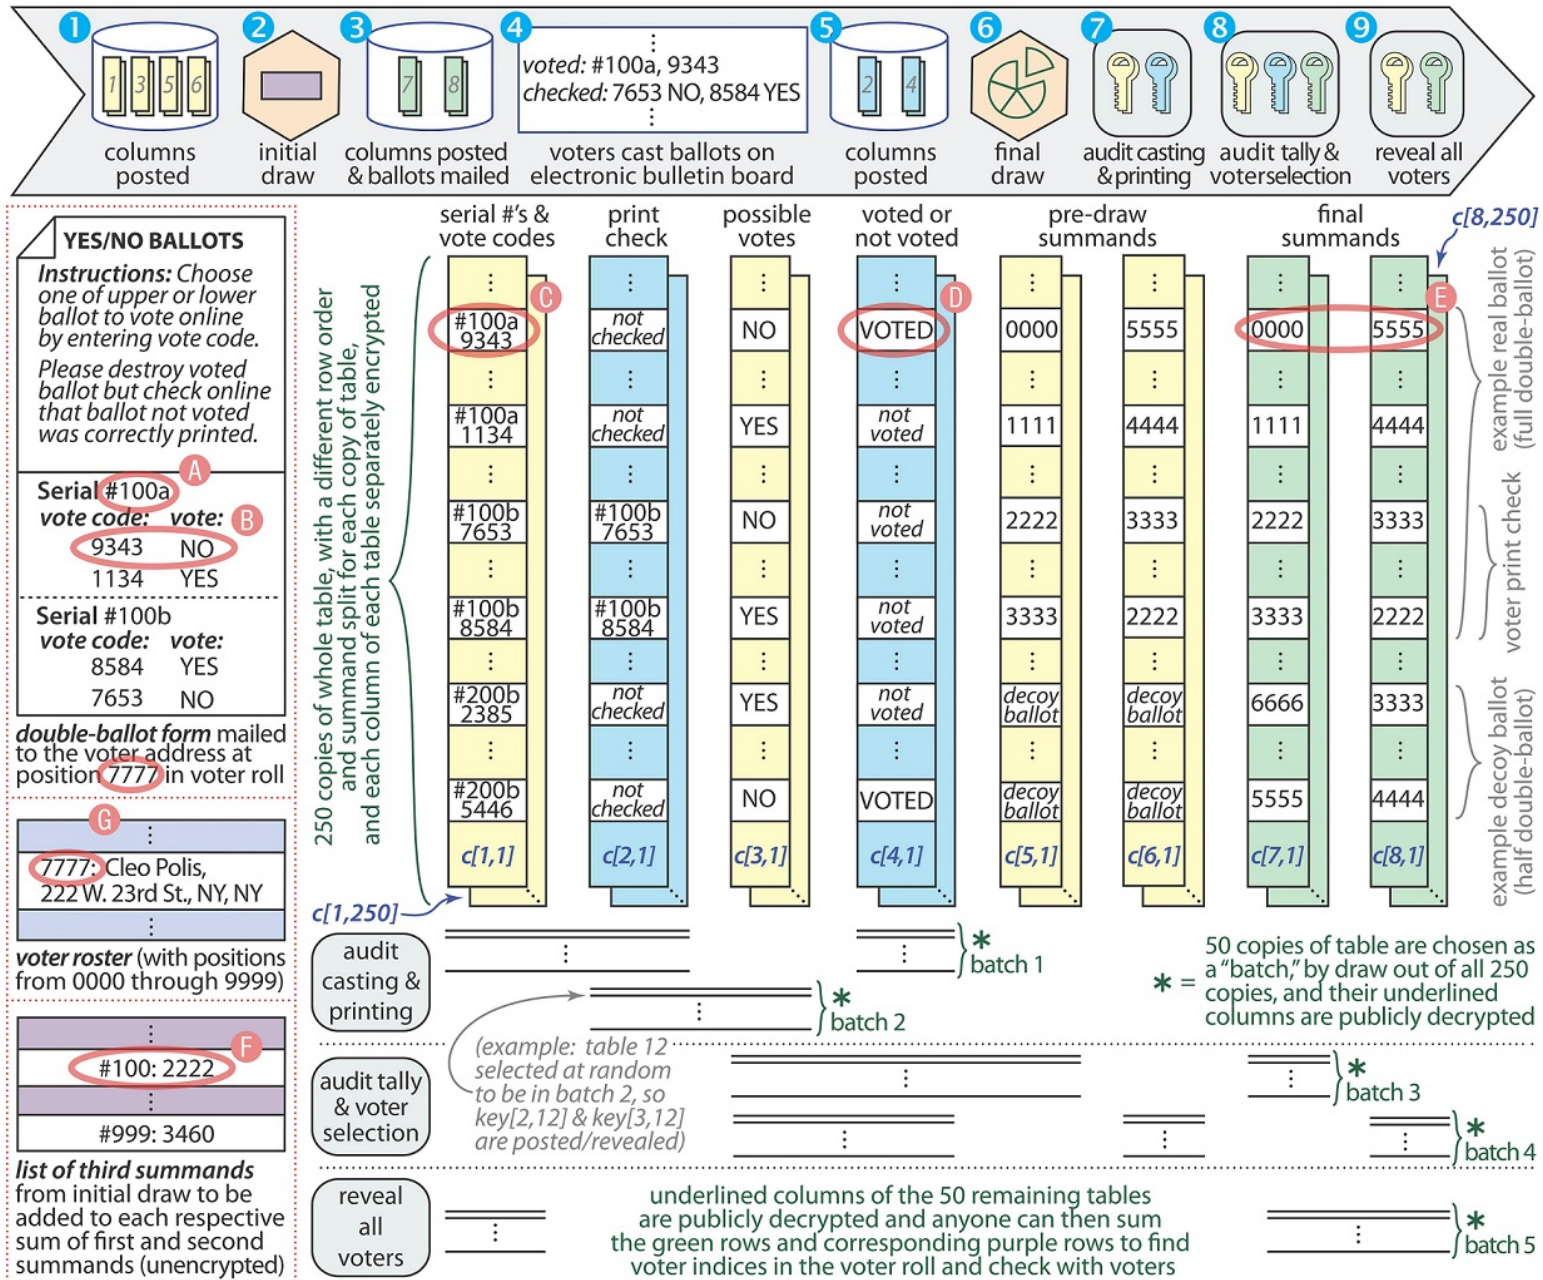 1
2
3
4
5
6
7
8
9
1 3 5 6
7 8
⋮
voted: #100a, 9343
checked: 7653 NO, 8584 YES
⋮
2 4
columns
posted
initial
draw
columns posted
& ballots mailed
voters cast ballots on
electronic bulletin board
columns
posted
final
draw
audit casting
& printing
audit tally &
voter selection
reveal all
voters
YES/NO BALLOTS
Instructions: Choose
one of upper or lower
ballot to vote online
by entering vote code.
Please destroy voted
ballot but check online
that ballot not voted
was correctly printed.
A
Serial #100a
vote code: vote:
B
9343 NO
1134 YES
Serial #100b
vote code: vote:
8584 YES
7653 NO
double-ballot form mailed
to the voter address at
position 7777 in voter roll
G
⋮
7777: Cleo Polis,
222 W. 23rd St., NY, NY
⋮
voter roster (with positions
from 0000 through 9999)
⋮
F
#100: 2222
⋮
#999: 3460
list of third summands
from initial draw to be
added to each respective
sum of first and second
summands (unencrypted)
250 copies of whole table, with a different row order
and summand split for each copy of table,
and each column of each table separately encrypted
serial #'s &
vote codes
print
check
possible
votes
voted or
not voted
pre-draw
summands
final
summands
c[8,250]
C
D
E
⋮ ⋮ ⋮ ⋮ ⋮ ⋮ ⋮ ⋮
#100a
9343
not
checked
NO
VOTED
0000
5555
0000
5555
⋮ ⋮ ⋮ ⋮ ⋮ ⋮ ⋮ ⋮
#100a
1134
not
checked
YES
not
voted
1111
4444
1111
4444
⋮ ⋮ ⋮ ⋮ ⋮ ⋮ ⋮ ⋮
#100b
7653
#100b
7653
NO
not
voted
2222
3333
2222
3333
⋮ ⋮ ⋮ ⋮ ⋮ ⋮ ⋮ ⋮
#100b
8584
#100b
8584
YES
not
voted
3333
2222
3333
2222
⋮ ⋮ ⋮ ⋮ ⋮ ⋮ ⋮ ⋮
#200b
2385
not
checked
YES
not
voted
decoy
ballot
decoy
ballot
6666
3333
⋮ ⋮ ⋮ ⋮ ⋮ ⋮ ⋮ ⋮
#200b
5446
not
checked
NO
VOTED
decoy
ballot
decoy
ballot
5555
4444
c[1,1]
c[2,1]
c[3,1]
c[4,1]
c[5,1]
c[6,1]
c[7,1]
c[8,1]
c[1,250]
example real ballot
(full double-ballot)
voter print check
example decoy ballot
(half double-ballot)
audit
casting &
printing
⋮ ⋮
*
batch 1
⋮
*
batch 2
* =
50 copies of table are chosen as
a "batch," by draw out of all 250
copies, and their underlined
columns are publicly decrypted
(example: table 12
selected at random
to be in batch 2, so
key[2,12] & key[3,12]
are posted/revealed)
audit tally
& voter
selection
⋮ ⋮
*
batch 3
⋮ ⋮ ⋮
*
batch 4
reveal
all
voters
⋮
underlined columns of the 50 remaining tables
are publicly decrypted and anyone can then sum
the green rows and corresponding purple rows to find
voter indices in the voter roll and check with voters
⋮
*
batch 5